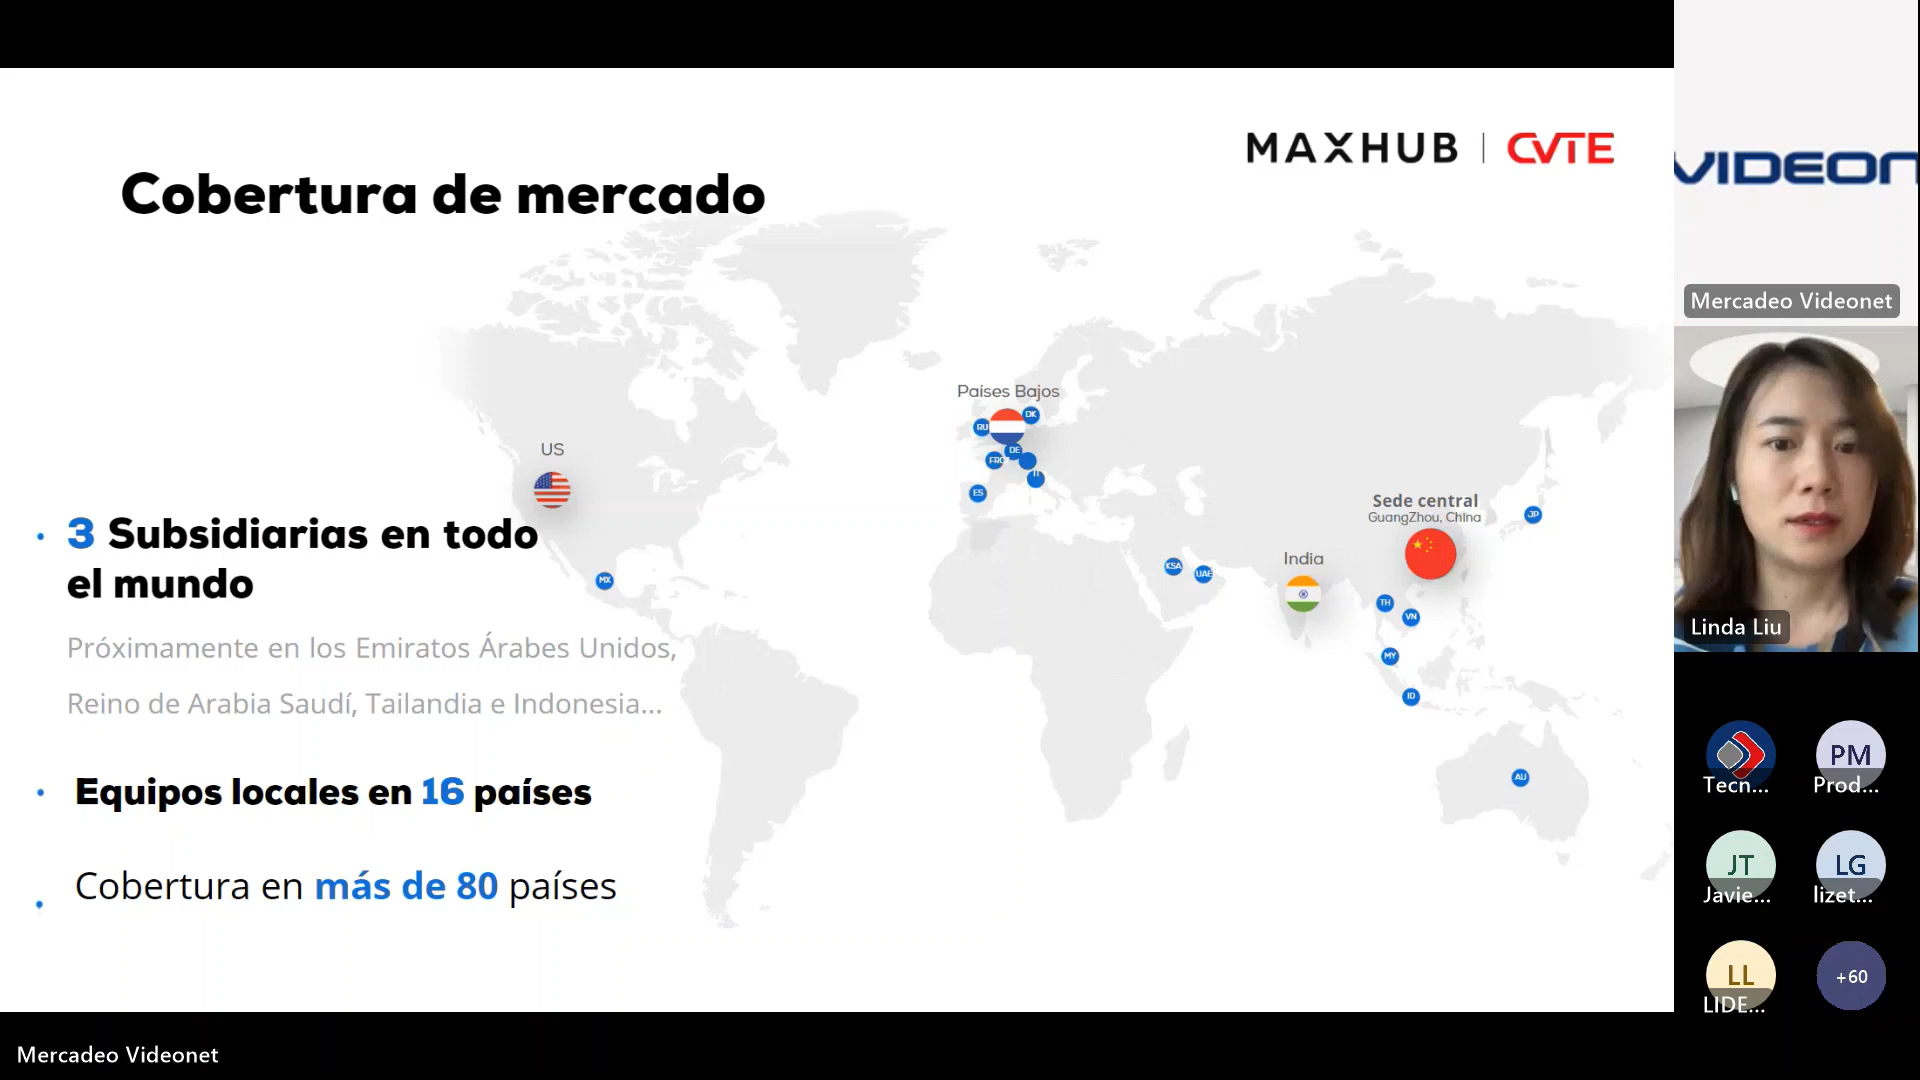 MAXHUB | CVTE
Cobertura de mercado
Países Bajos
DK
RU
DE
ES
US
Sede central
GuangZhou, China
JP
India
KSA
UAE
MX
TH
VN
MY
ID
AU
3 Subsidiarias en todo
el mundo
Próximamente en los Emiratos Árabes Unidos,
Reino de Arabia Saudí, Tailandia e Indonesia...
Equipos locales en 16 países
Cobertura en más de 80 países
Mercadeo Videonet
VIDEON
Mercadeo Videonet
Linda Liu
Tecn...
PM
Prod...
JT
Javie...
LG
lizet...
LL
LIDE...
+60